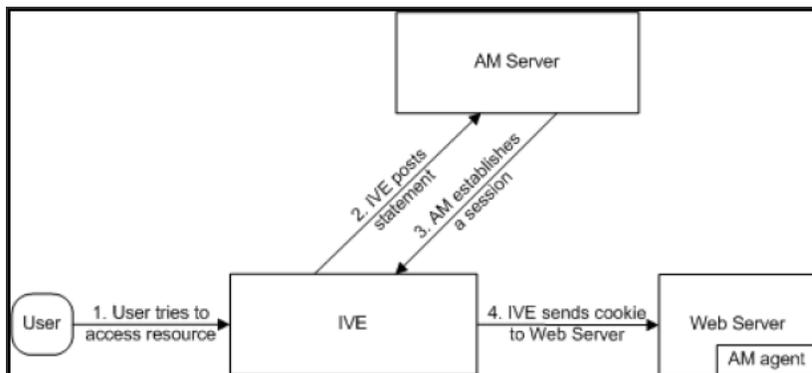 AM Server
2. IVE posts
statement
3. AM establishes
a session
User
1. User tries to
access resource
IVE
4. IVE sends cookie
to Web Server
Web Server
AM agent